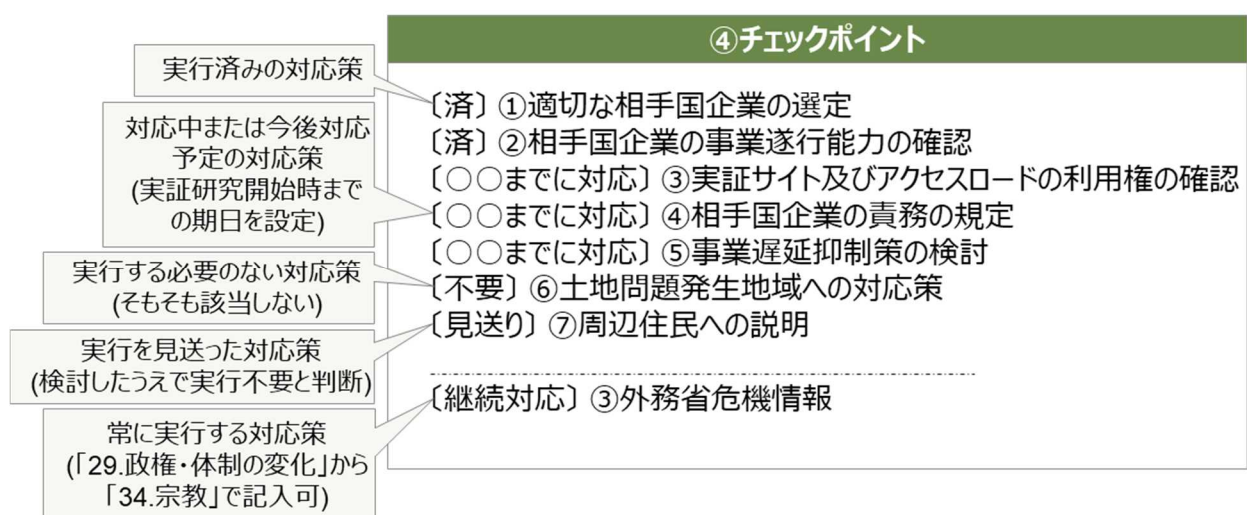 ④チェックポイント
実行済みの対応策
対応中または今後対応
予定の対応策
(実証研究開始時まで
の期日を設定)
実行する必要のない対応策
(そもそも該当しない)
実行を見送った対応策
(検討したうえで実行不要と判断)
常に実行する対応策
(「29.政権・体制の変化」から
「34.宗教」で記入可)
〔済〕①適切な相手国企業の選定
〔済〕②相手国企業の事業遂行能力の確認
〔○○までに対応〕③実証サイト及びアクセスロードの利用権の確認
〔○○までに対応〕④相手国企業の責務の規定
〔○○までに対応〕⑤事業遅延抑制策の検討
〔不要〕⑥土地問題発生地域への対応策
〔見送り〕⑦周辺住民への説明
〔継続対応〕③外務省危機情報